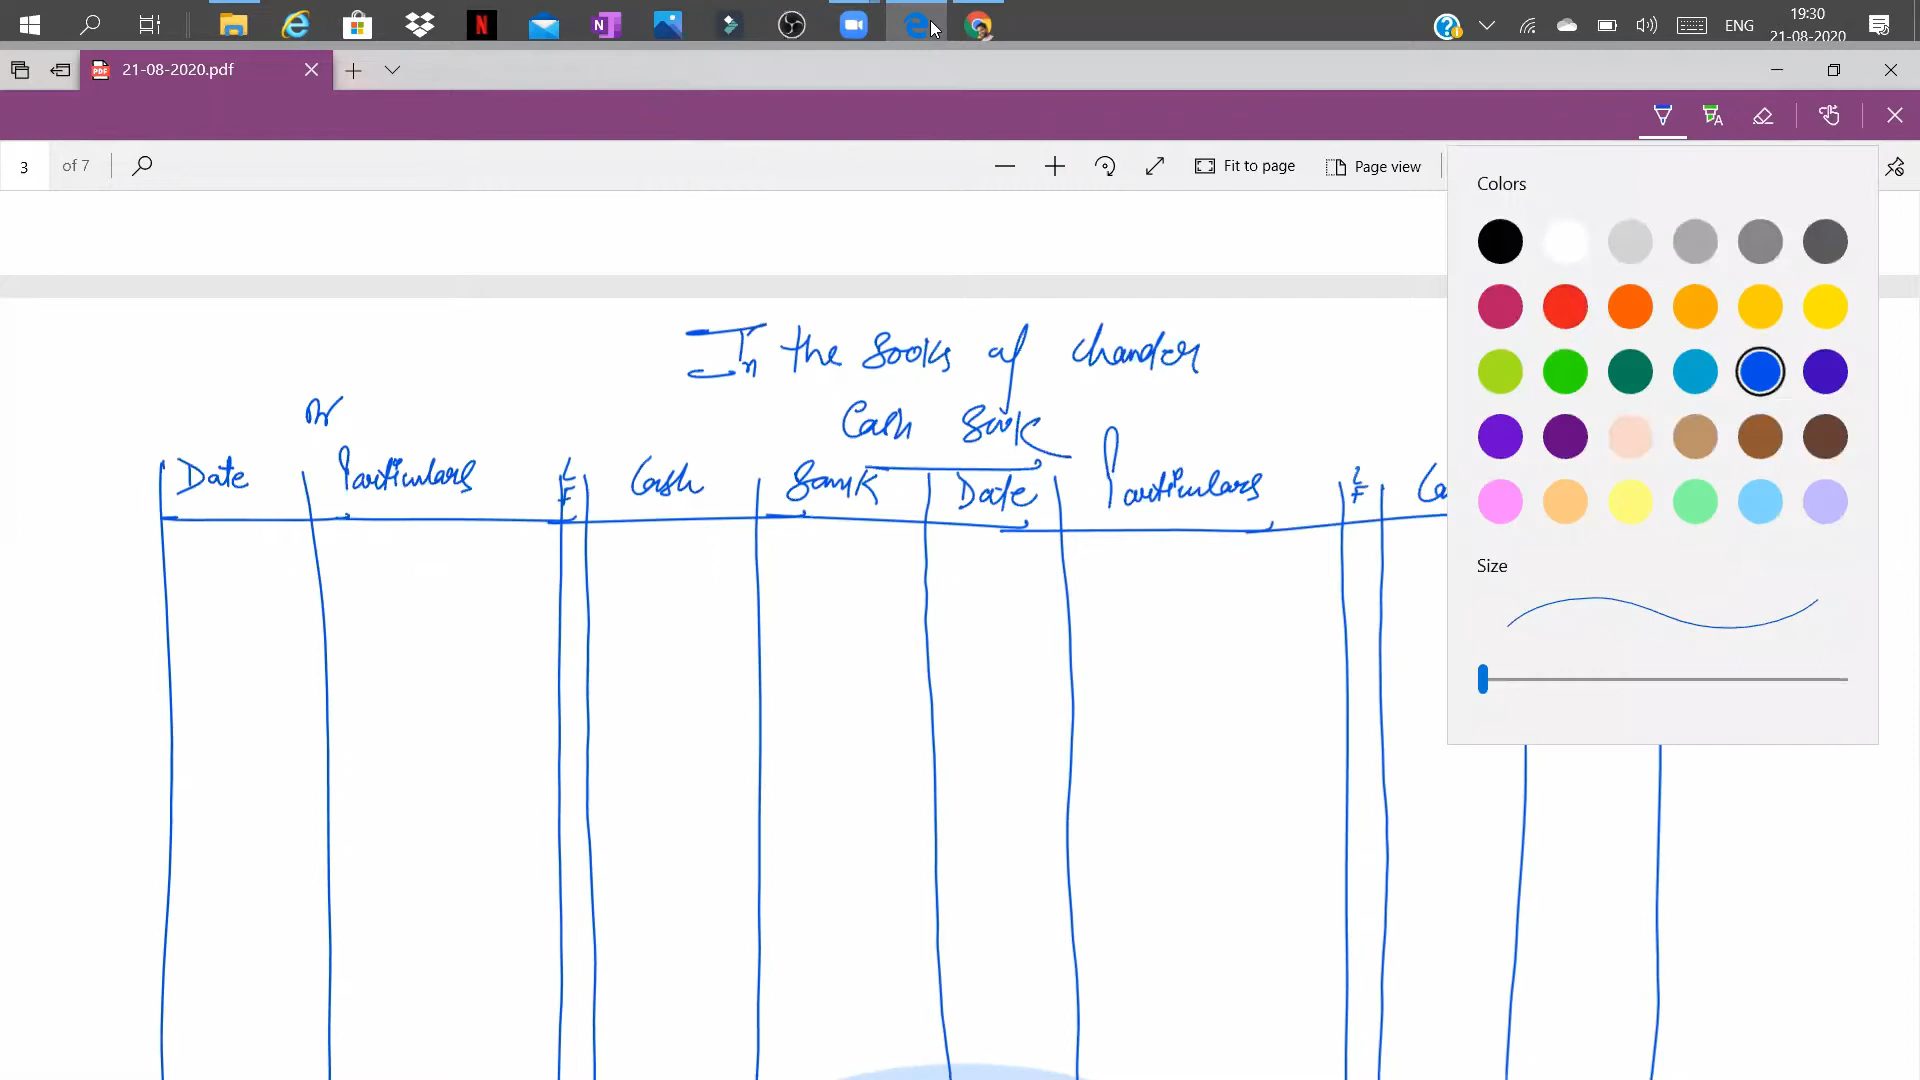 ENG
19:30
21-08-2020
21-08-2020.pdf
3 of 7
Fit to page
Page view
Colors
Size
In the Books of Chander
Cash Book
Dr
Date Particulars L F Cash Bank Date Particulars L F Ca